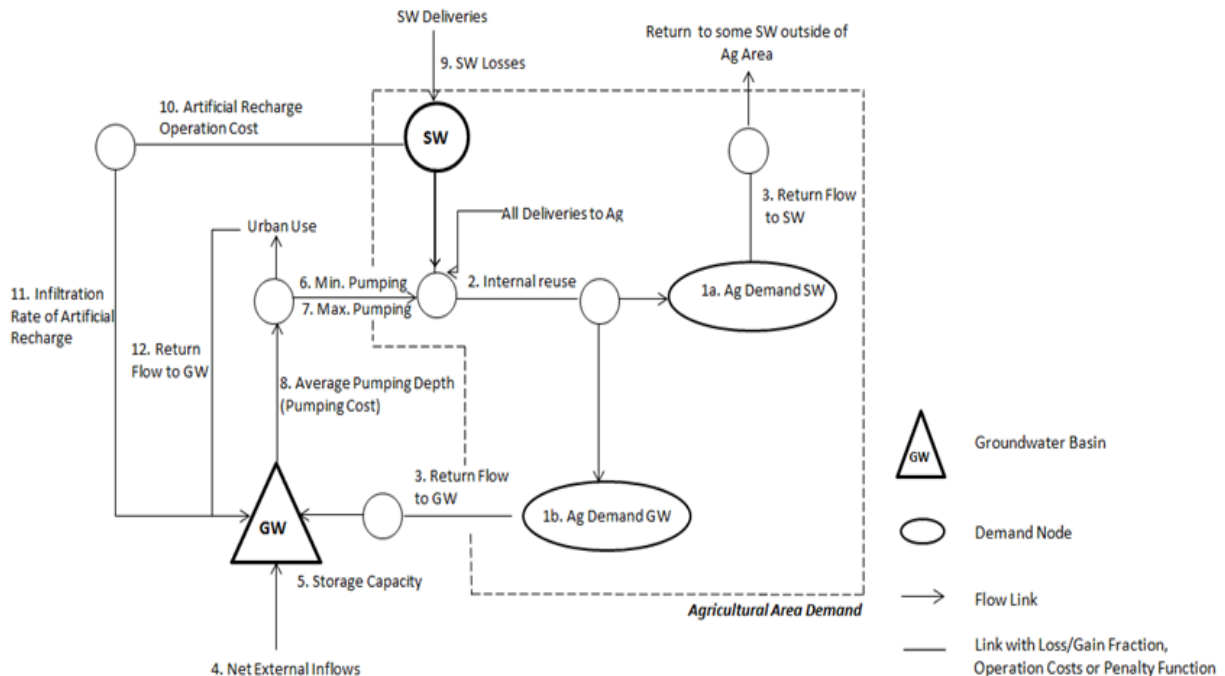 SW Deliveries
9. SW Losses
Return to some SW outside of
Ag Area
10. Artificial Recharge
Operation Cost
SW
3. Return Flow
to SW
Urban Use
All Deliveries to Ag
6. Min. Pumping
7. Max. Pumping
2. Internal reuse
1a. Ag Demand SW
11. Infiltration
Rate of Artificial
Recharge
12. Return
Flow to GW
8. Average Pumping Depth
(Pumping Cost)
3. Return Flow
to GW
1b. Ag Demand GW
GW
5. Storage Capacity
Agricultural Area Demand
4. Net External Inflows
GW
Groundwater Basin
Demand Node
Flow Link
Link with Loss/Gain Fraction,
Operation Costs or Penalty Function